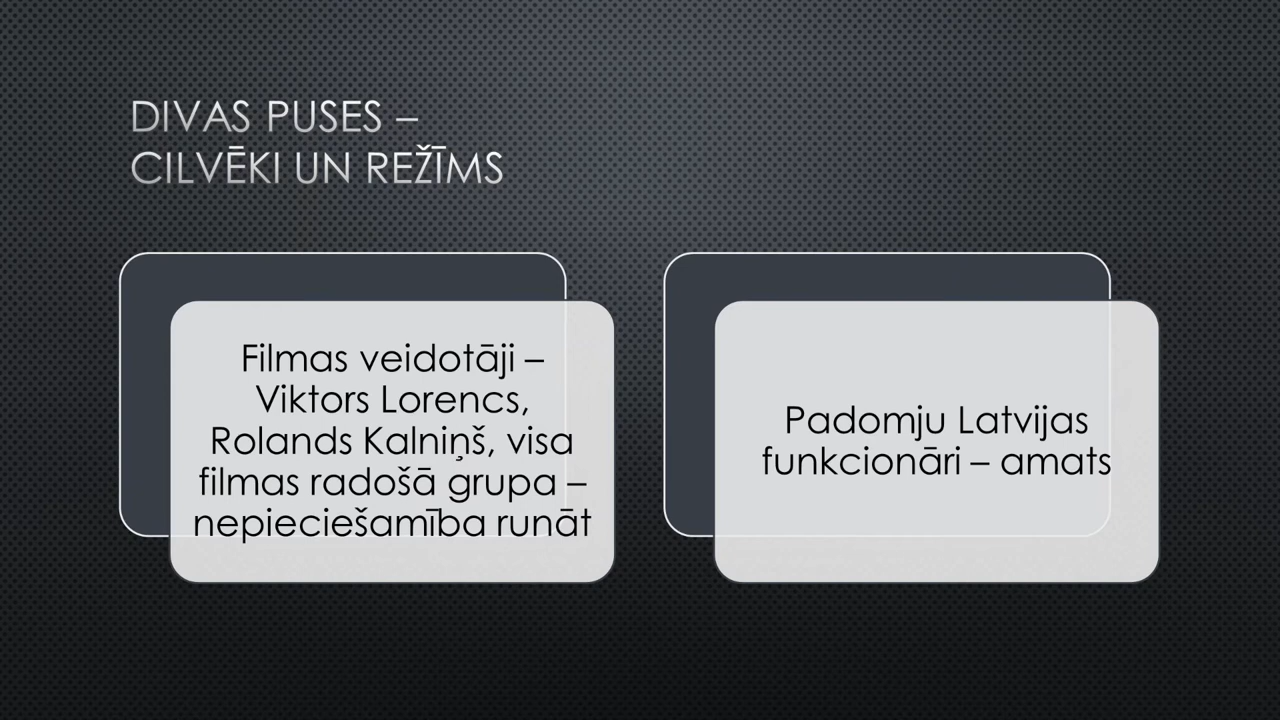 DIVAS PUSES –
CILVĒKI UN REŽĪMS
Filmas veidotāji –
Viktors Lorencs,
Rolands Kalniņš, visa
filmas radošā grupa –
nepieciešamība runāt
Padomju Latvijas
funkcionāri – amats